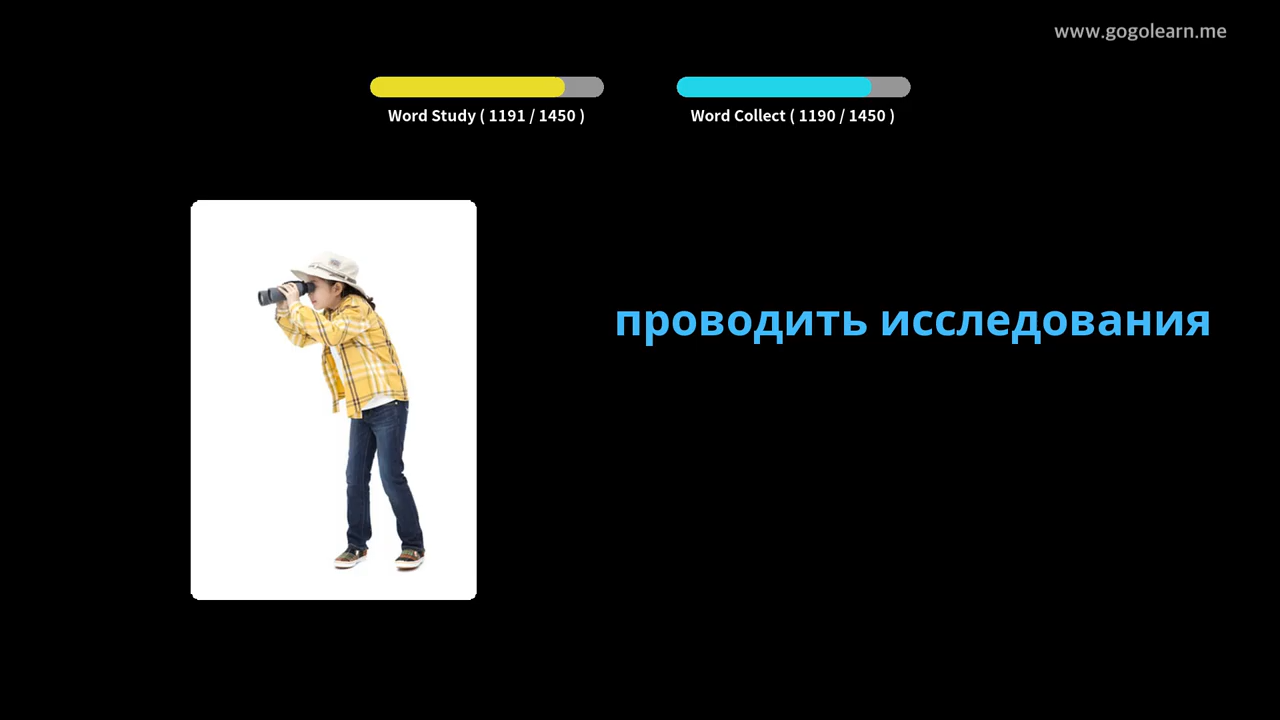 www.gogolearn.me
Word Study ( 1191 / 1450 )
Word Collect ( 1190 / 1450 )
проводить исследования